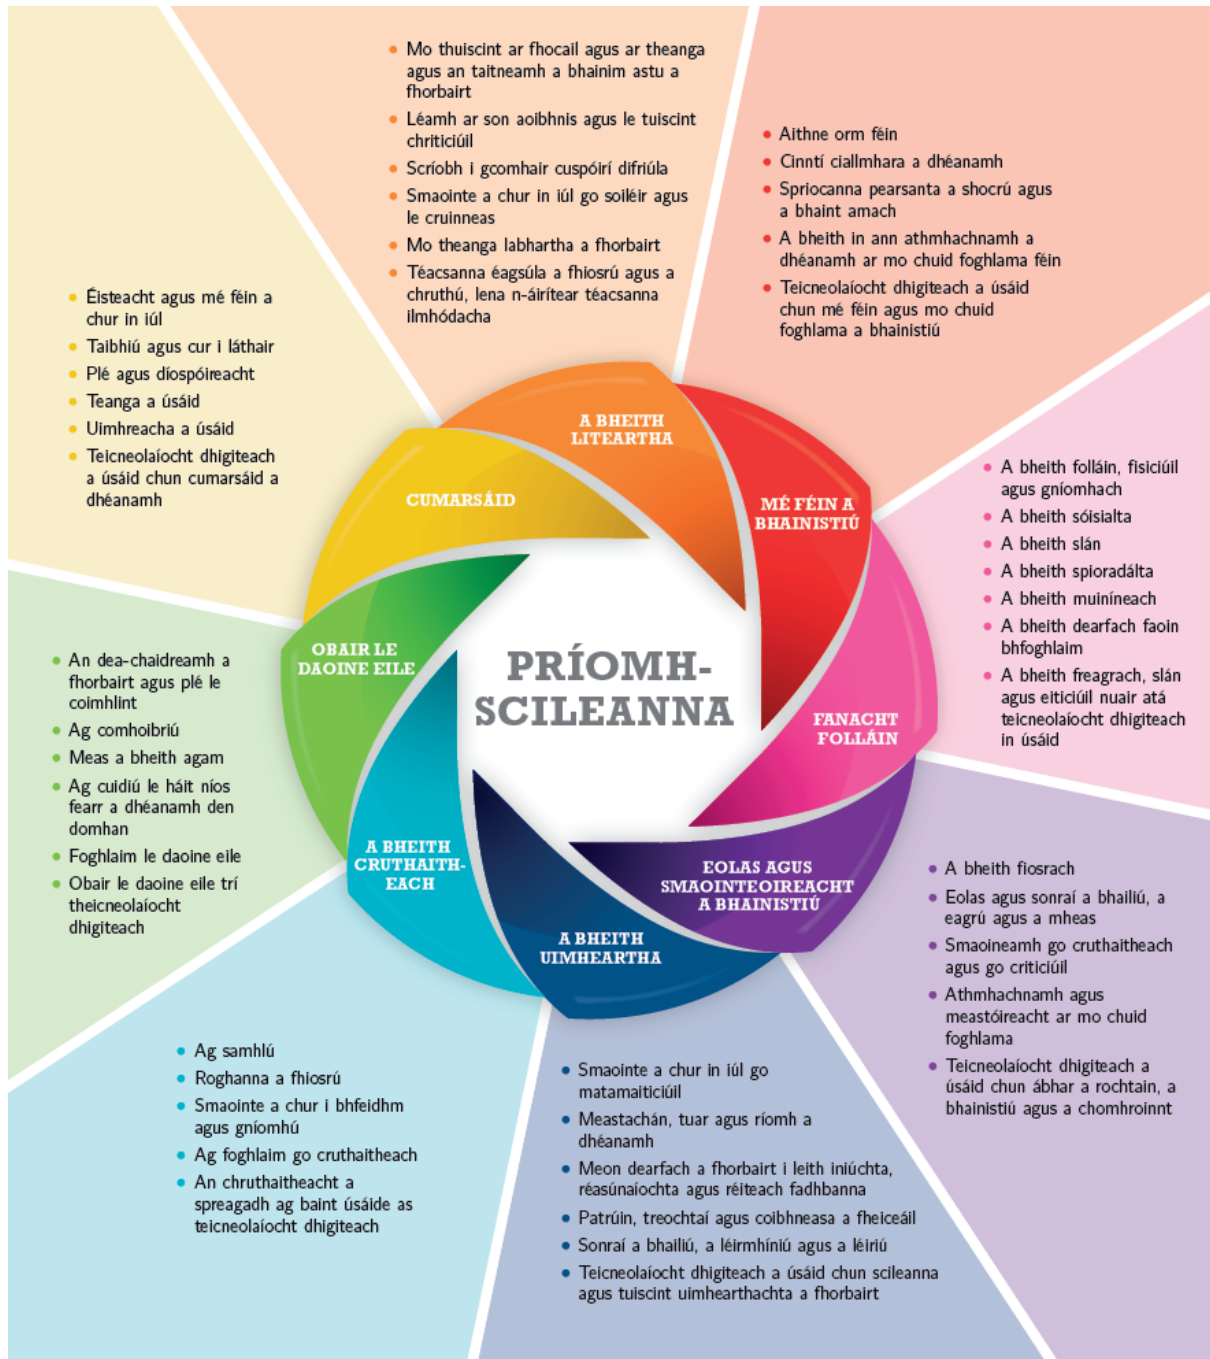 • Mo thuiscint ar fhocail agus ar theanga
agus an taitneamh a bhainim astu a
fhorbairt
• Léamh ar son aoibhnis agus le tuiscint
chriticiúil
• Scríobh i gcomhair cuspóirí difriúla
• Smaointe a chur in iúl go soiléir agus
le cruinneas
• Mo theanga labhartha a fhorbairt
• Téacsanna éagsúla a fhiosrú agus a
chruthú, lena n-áirítear téacsanna
ilmhódacha
• Aithne orm féin
• Cinntí ciallmhara a dhéanamh
• Spriocanna pearsanta a shocrú agus
a bhaint amach
• A bheith in ann athmhachnamh a
dhéanamh ar mo chuid foghlama féin
• Teicneolaíocht dhigiteach a úsáid
chun mé féin agus mo chuid
foghlama a bhainistiú
• Éisteacht agus mé féin a
chur in iúl
• Taibhiú agus cur i láthair
• Plé agus díospóireacht
• Teanga a úsáid
• Uimhreacha a úsáid
• Teicneolaíocht dhigiteach
a úsáid chun cumarsáid a
dhéanamh
• A bheith folláin, fisiciúil
agus gníomhach
• A bheith sóisialta
• A bheith slán
• A bheith spioradálta
• A bheith muiníneach
• A bheith dearfach faoin
bhfoghlaim
• A bheith freagrach, slán
agus eiticiúil nuair atá
teicneolaíocht dhigiteach
in úsáid
A BHEITH
LITEARTHA
MÉ FÉIN A
BHAINISTIÚ
CUMARSÁID
OBAIR LE
DAOINE EILE
PRÍOMH-
SCILEANNA
FANACHT
FOLLÁIN
A BHEITH
CRUTHAITH-
EACH
EOLAS AGUS
SMAOINTEOIREACHT
A BHAINISTIÚ
A BHEITH
UIMHEARTHA
• An dea-chaidreamh a
fhorbairt agus plé le
coimhlint
• Ag comhoibriú
• Meas a bheith agam
• Ag cuidiú le háit níos
fearr a dhéanamh den
domhan
• Foghlaim le daoine eile
• Obair le daoine eile trí
theicneolaíocht
dhigiteach
• A bheith fiosrach
• Eolas agus sonraí a bhailiú, a
eagrú agus a mheas
• Smaoineamh go cruthaitheach
agus go criticiúil
• Athmhachnamh agus
meastóireacht ar mo chuid
foghlama
• Teicneolaíocht dhigiteach a
úsáid chun ábhar a rochtain, a
bhainistiú agus a chomhroinnt
• Ag samhlú
• Roghanna a fhiosrú
• Smaointe a chur i bhfeidhm
agus gníomhú
• Ag foghlaim go cruthaitheach
• An chruthaitheacht a
spreagadh ag baint úsáide as
teicneolaíocht dhigiteach
• Smaointe a chur in iúl go
matamaiticiúil
• Meastachán, tuar agus ríomh a
dhéanamh
• Meon dearfach a fhorbairt i leith iniúchta,
réasúnaíochta agus réiteach fadhbanna
• Patrúin, treochtaí agus coibhneasa a fheiceáil
• Sonraí a bhailiú, a léirmhíniú agus a léiriú
• Teicneolaíocht dhigiteach a úsáid chun scileanna
agus tuiscint uimhearthachta a fhorbairt